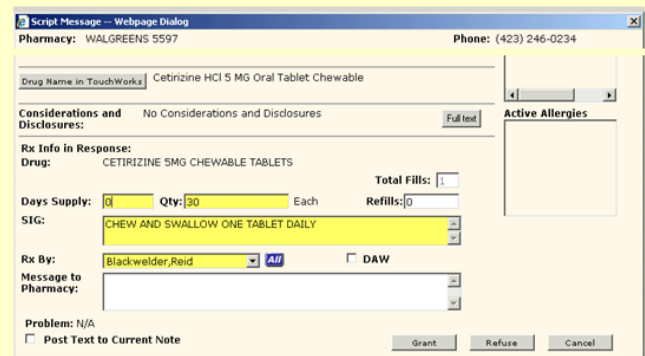 Script Message -- Webpage Dialog
Pharmacy: WALGREENS 5597 Phone: (423) 246-0234
Drug Name in TouchWorks Cetirizine HCl 5 MG Oral Tablet Chewable
Considerations and Disclosures: No Considerations and Disclosures Full text Active Allergies
Rx Info in Response:
Drug: CETIRIZINE 5MG CHEWABLE TABLETS
Total Fills: 1
Days Supply: 0 Qty: 30 Each Refills: 0
SIG: CHEW AND SWALLOW ONE TABLET DAILY
Rx By: Blackwelder,Reid All DAW
Message to
Pharmacy:
Problem: N/A
Post Text to Current Note Grant Refuse Cancel